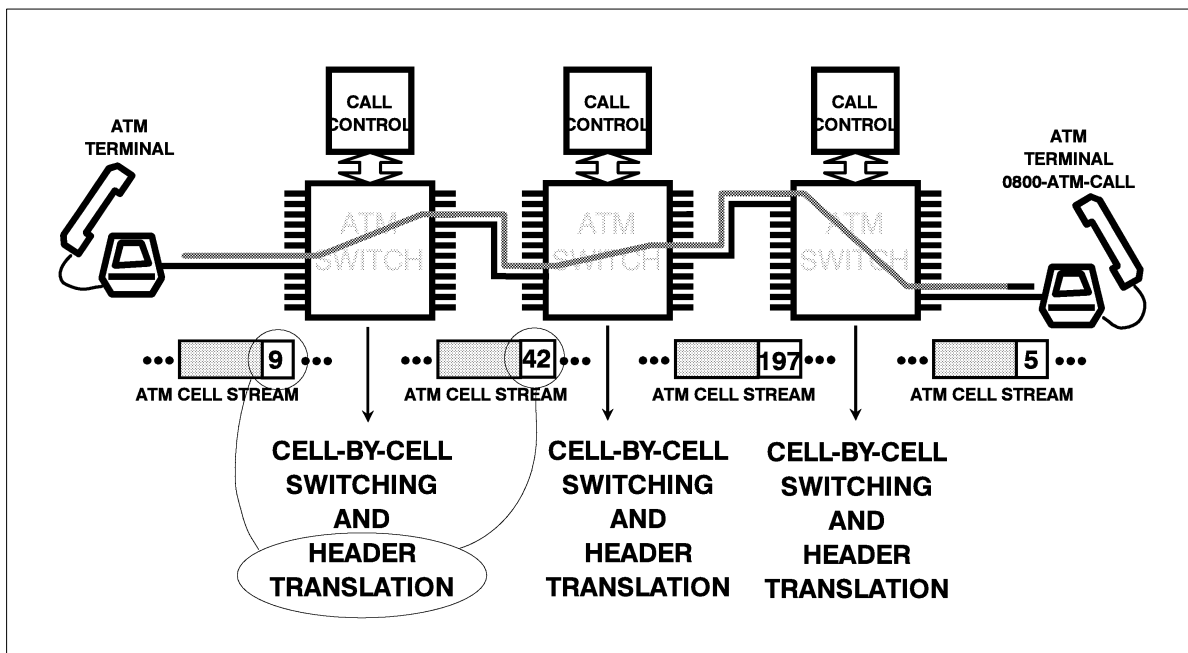 CALL
CONTROL
CALL
CONTROL
CALL
CONTROL
ATM
TERMINAL
ATM
TERMINAL
0800-ATM-CALL
ATM
SWITCH
ATM
SWITCH
ATM
SWITCH
9
42
197
5
ATM CELL STREAM
ATM CELL STREAM
ATM CELL STREAM
ATM CELL STREAM
CELL-BY-CELL
SWITCHING
AND
HEADER
TRANSLATION
CELL-BY-CELL
SWITCHING
AND
HEADER
TRANSLATION
CELL-BY-CELL
SWITCHING
AND
HEADER
TRANSLATION